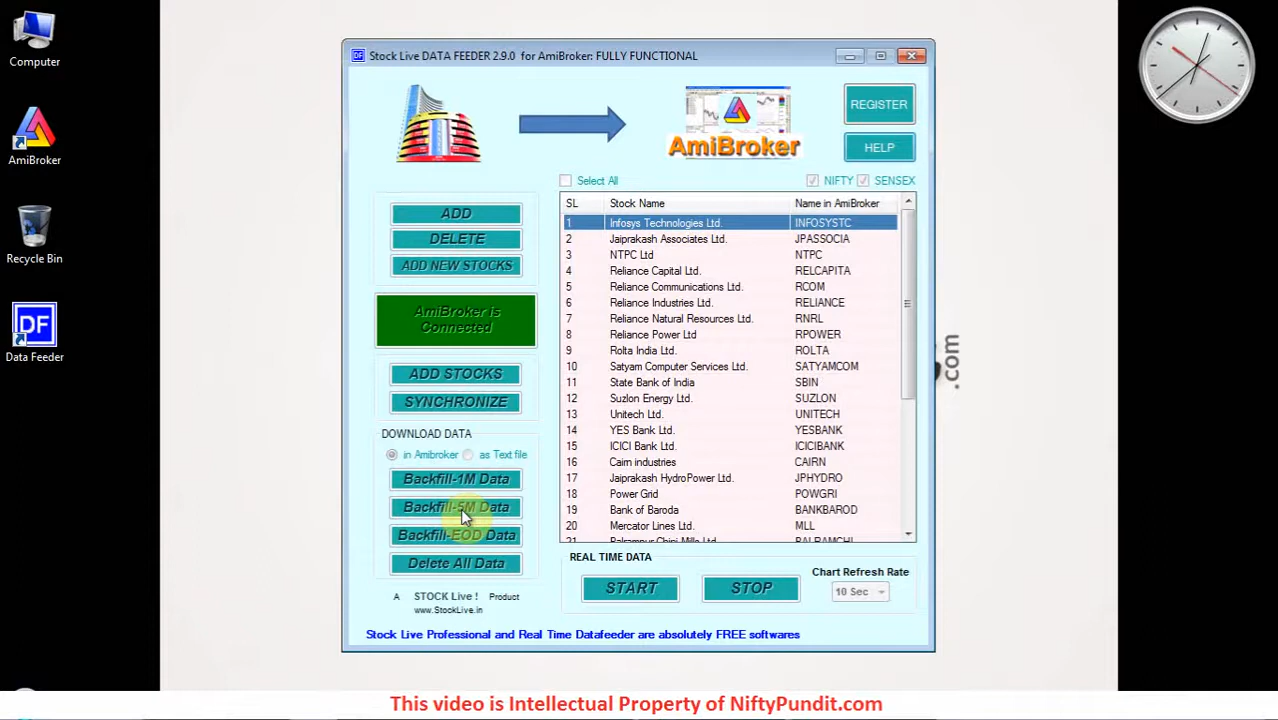 Computer
AmiBroker
Recycle Bin
DF
Data Feeder
DF Stock Live DATA FEEDER 2.9.0 for AmiBroker: FULLY FUNCTIONAL
AmiBroker
REGISTER
HELP
Select All
NIFTY SENSEX
ADD
DELETE
ADD NEW STOCKS
AmiBroker is
Connected
ADD STOCKS
SYNCHRONIZE
DOWNLOAD DATA
in Amibroker as Text file
Backfill-1M Data
Backfill-5M Data
Backfill-EOD Data
Delete All Data
A STOCK Live ! Product
www.StockLive.in
SL Stock Name Name in AmiBroker
1 Infosys Technologies Ltd. INFOSYSTC
2 Jaiprakash Associates Ltd. JPASSOCIA
3 NTPC Ltd NTPC
4 Reliance Capital Ltd. RELCAPITA
5 Reliance Communications Ltd. RCOM
6 Reliance Industries Ltd. RELIANCE
7 Reliance Natural Resources Ltd. RNRL
8 Reliance Power Ltd RPOWER
9 Rolta India Ltd. ROLTA
10 Satyam Computer Services Ltd. SATYAMCOM
11 State Bank of India SBIN
12 Suzlon Energy Ltd. SUZLON
13 Unitech Ltd. UNITECH
14 YES Bank Ltd. YESBANK
15 ICICI Bank Ltd. ICICIBANK
16 Cairn industries CAIRN
17 Jaiprakash HydroPower Ltd. JPHYDRO
18 Power Grid POWGRI
19 Bank of Baroda BANKBAROD
20 Mercator Lines Ltd. MLL
21 Balrampur Chini Mills Ltd. BALRAMCHI
REAL TIME DATA
START STOP
Chart Refresh Rate
10 Sec
Stock Live Professional and Real Time Datafeeder are absolutely FREE softwares
.com
This video is Intellectual Property of NiftyPundit.com